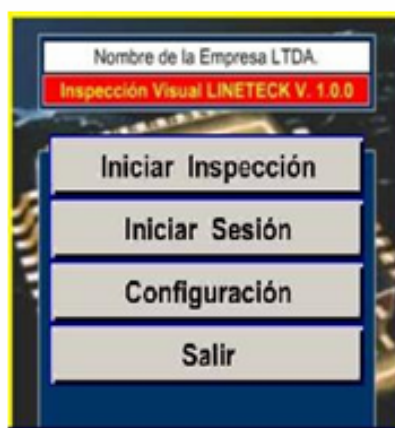 Nombre de la Empresa LTDA.
Inspección Visual LINETECK V. 1.0.0
Iniciar Inspección
Iniciar Sesión
Configuración
Salir